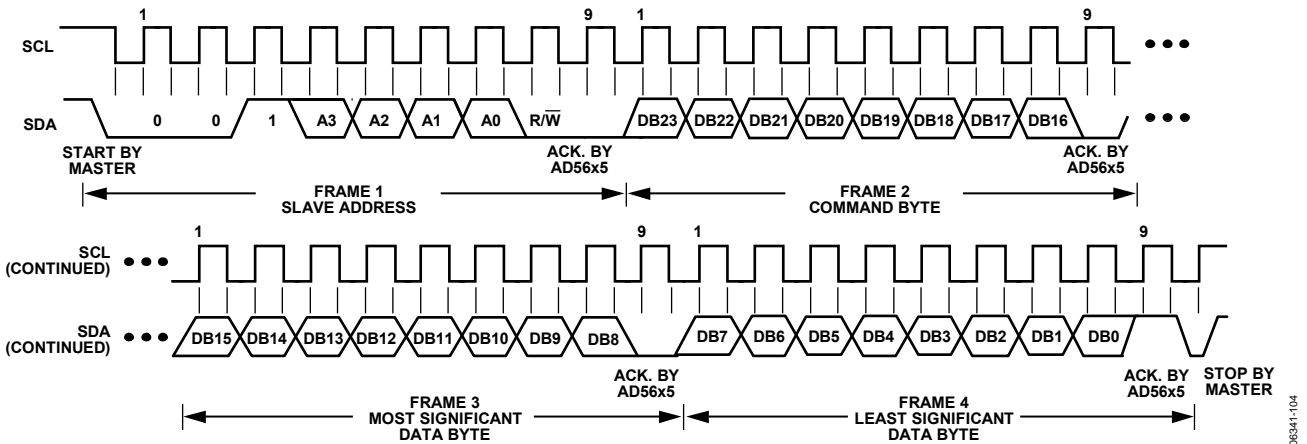 1 9 1 9
SCL
SDA
0 0 1 A3 A2 A1 A0 R/W̅ DB23 DB22 DB21 DB20 DB19 DB18 DB17 DB16
START BY
MASTER
ACK. BY
AD56x5
ACK. BY
AD56x5
FRAME 1
SLAVE ADDRESS
FRAME 2
COMMAND BYTE
1 9 1 9
SCL
(CONTINUED)
SDA
(CONTINUED)
DB15 DB14 DB13 DB12 DB11 DB10 DB9 DB8 DB7 DB6 DB5 DB4 DB3 DB2 DB1 DB0
ACK. BY
AD56x5
ACK. BY
AD56x5
STOP BY
MASTER
FRAME 3
MOST SIGNIFICANT
DATA BYTE
FRAME 4
LEAST SIGNIFICANT
DATA BYTE
06341-104